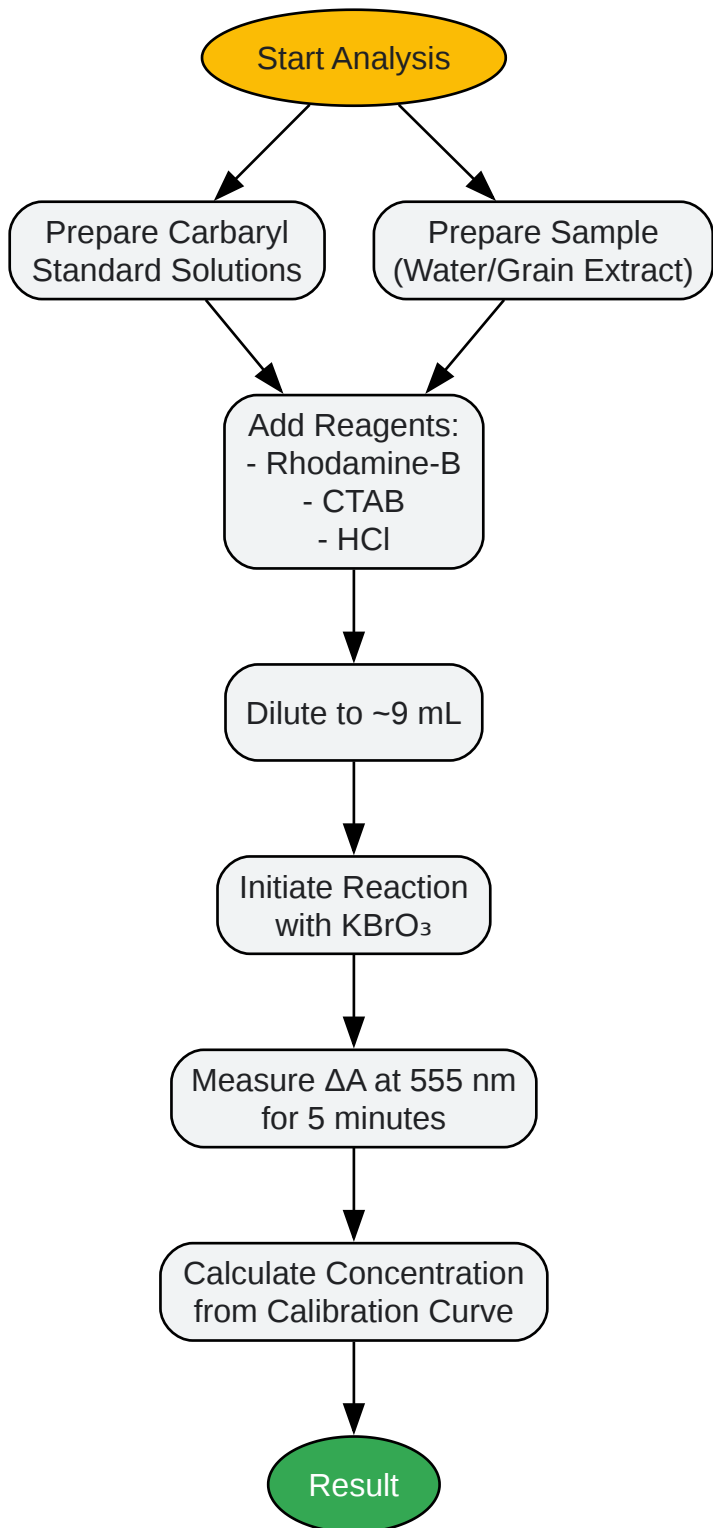 Start Analysis
Prepare Carbaryl
Standard Solutions
Prepare Sample
(Water/Grain Extract)
Add Reagents:
- Rhodamine-B
- CTAB
- HCl
Dilute to ~9 mL
Initiate Reaction
with KBrO₃
Measure ΔA at 555 nm
for 5 minutes
Calculate Concentration
from Calibration Curve
Result